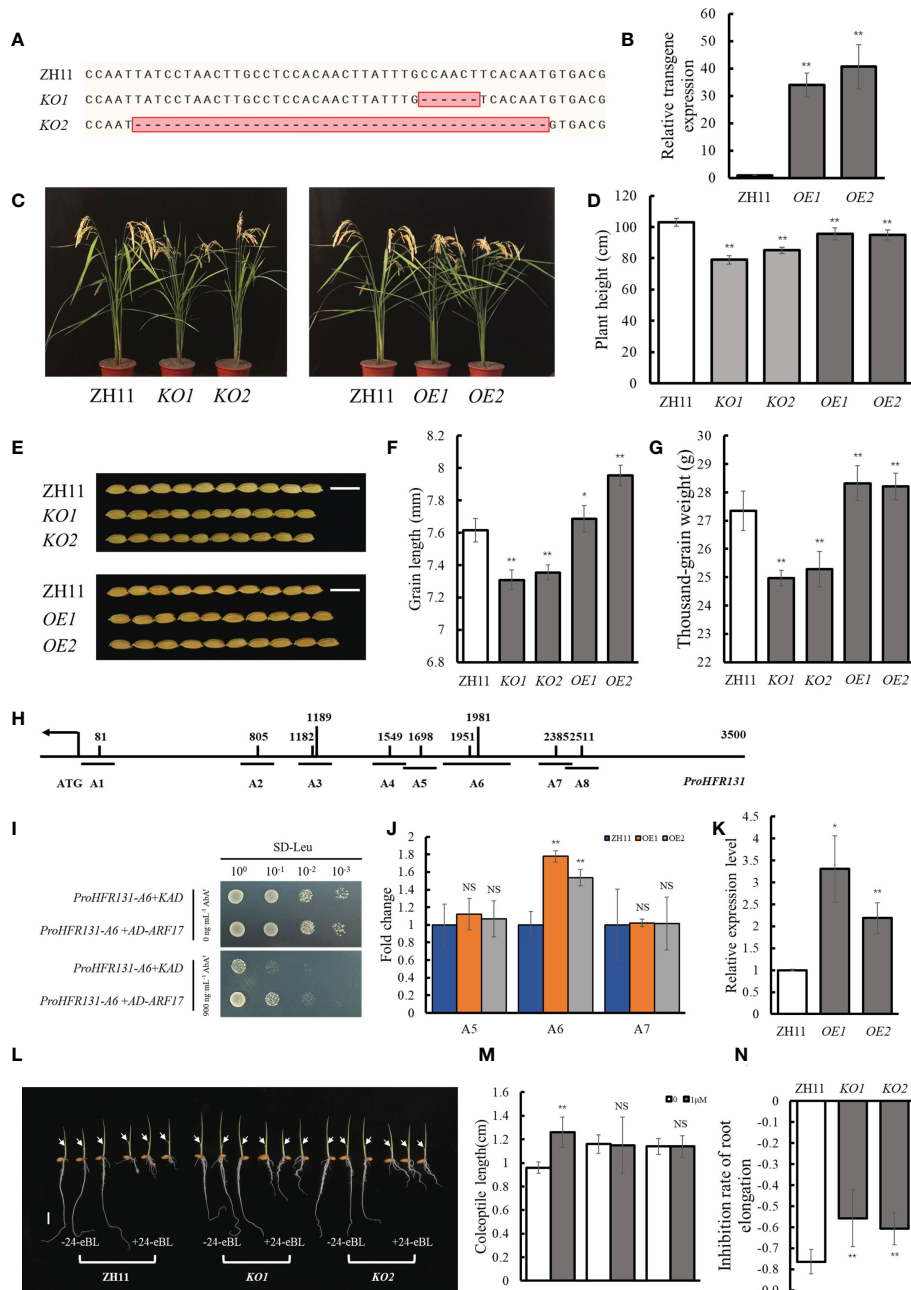 A
ZH11 CCAATTATCCTAACTTGCCTCCACAACTTATTTGCCAACTTCACAATGTGACG
KO1 CCAATTATCCTAACTTGCCTCCACAACTTATTTG------TCACAATGTGACG
KO2 CCAAT-----------------------------------------GTGACG
B
Relative transgene
expression
60
50
40
30
20
10
0
** **
ZH11 OE1 OE2
C
ZH11 KO1 KO2
ZH11 OE1 OE2
D
Plant height (cm)
120
100
80
60
40
20
0
** ** ** **
ZH11 KO1 KO2 OE1 OE2
E
ZH11
KO1
KO2
ZH11
OE1
OE2
F
Grain length (mm)
8.2
8
7.8
7.6
7.4
7.2
7
6.8
** ** * **
ZH11 KO1 KO2 OE1 OE2
G
Thousand-grain weight (g)
29
28
27
26
25
24
23
22
** ** ** **
ZH11 KO1 KO2 OE1 OE2
H
81 805 1182 1189 1549 1698 1951 1981 2385 2511 3500
ATG A1 A2 A3 A4 A5 A6 A7 A8 ProHFR131
I
SD-Leu
10⁰ 10⁻¹ 10⁻² 10⁻³
ProHFR131-A6+KAD
ProHFR131-A6 +AD-ARF17
0 ng·mL⁻¹ AbAʳ
ProHFR131-A6+KAD
ProHFR131-A6 +AD-ARF17
900 ng·mL⁻¹ AbAʳ
J
Fold change
2
1.8
1.6
1.4
1.2
1
0.8
0.6
0.4
0.2
0
ZH11 OE1 OE2
NS NS ** ** NS NS
A5 A6 A7
K
Relative expression level
4.5
4
3.5
3
2.5
2
1.5
1
0.5
0
* **
ZH11 OE1 OE2
L
-24-eBL +24-eBL -24-eBL +24-eBL -24-eBL +24-eBL
ZH11 KO1 KO2
M
Coleoptile length(cm)
1.6
1.4
1.2
1
0.8
0.6
0.4
0.2
0
0 1μM
** NS NS
N
ZH11 KO1 KO2
Inhibition rate of root
elongation
0
-0.1
-0.2
-0.3
-0.4
-0.5
-0.6
-0.7
-0.8
-0.9
** **